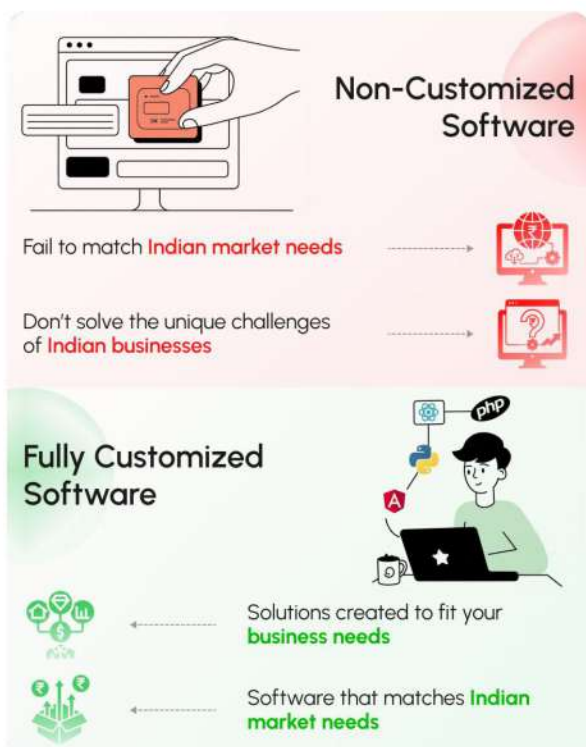 Non-Customized
Software
Fail to match Indian market needs
Don't solve the unique challenges
of Indian businesses
php
Fully Customized
Software
Solutions created to fit your
business needs
Software that matches Indian
market needs